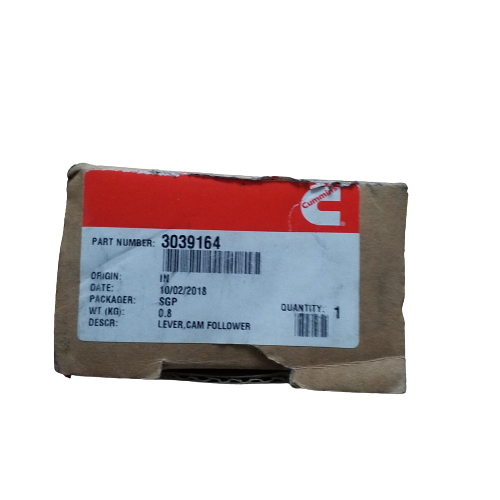 Cummins
PART NUMBER: 3039164
ORIGIN: IN
DATE: 10/02/2018
PACKAGER: SGP
WT (KG): 0.8
QUANTITY: 1
DESCR: LEVER,CAM FOLLOWER